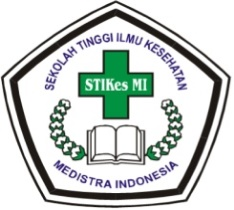 SEKOLAH TINGGI ILMU KESEHATAN
STIKes MI
MEDISTRA INDONESIA